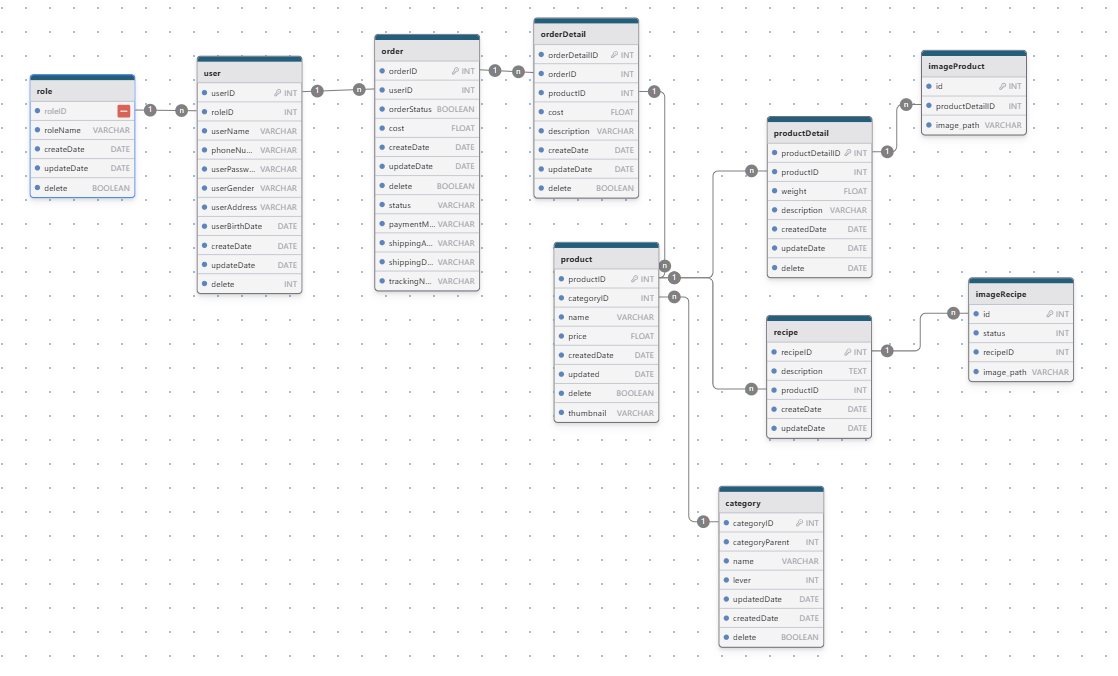 role
roleID
roleName VARCHAR
createDate DATE
updateDate DATE
delete BOOLEAN
1
n
user
userID INT
roleID INT
userName VARCHAR
phoneNu... VARCHAR
userPassw... VARCHAR
userGender VARCHAR
userAddress VARCHAR
userBirthDate DATE
createDate DATE
updateDate DATE
delete INT
1
n
order
orderID INT
userID INT
orderStatus BOOLEAN
cost FLOAT
createDate DATE
updateDate DATE
delete BOOLEAN
status VARCHAR
paymentM... VARCHAR
shippingA... VARCHAR
shippingD... VARCHAR
trackingN... VARCHAR
1
n
orderDetail
orderDetailID INT
orderID INT
productID INT
cost FLOAT
description VARCHAR
createDate DATE
updateDate DATE
delete BOOLEAN
1
n
product
productID INT
categoryID INT
name VARCHAR
price FLOAT
createdDate DATE
updated DATE
delete BOOLEAN
thumbnail VARCHAR
1
n
n
n
productDetail
productDetailID INT
productID INT
weight FLOAT
description VARCHAR
createdDate DATE
updateDate DATE
delete DATE
1
n
imageProduct
id INT
productDetailID INT
image_path VARCHAR
recipe
recipeID INT
description TEXT
productID INT
createDate DATE
updateDate DATE
1
n
imageRecipe
id INT
status INT
recipeID INT
image_path VARCHAR
1
category
categoryID INT
categoryParent INT
name VARCHAR
lever INT
updatedDate DATE
createdDate DATE
delete BOOLEAN